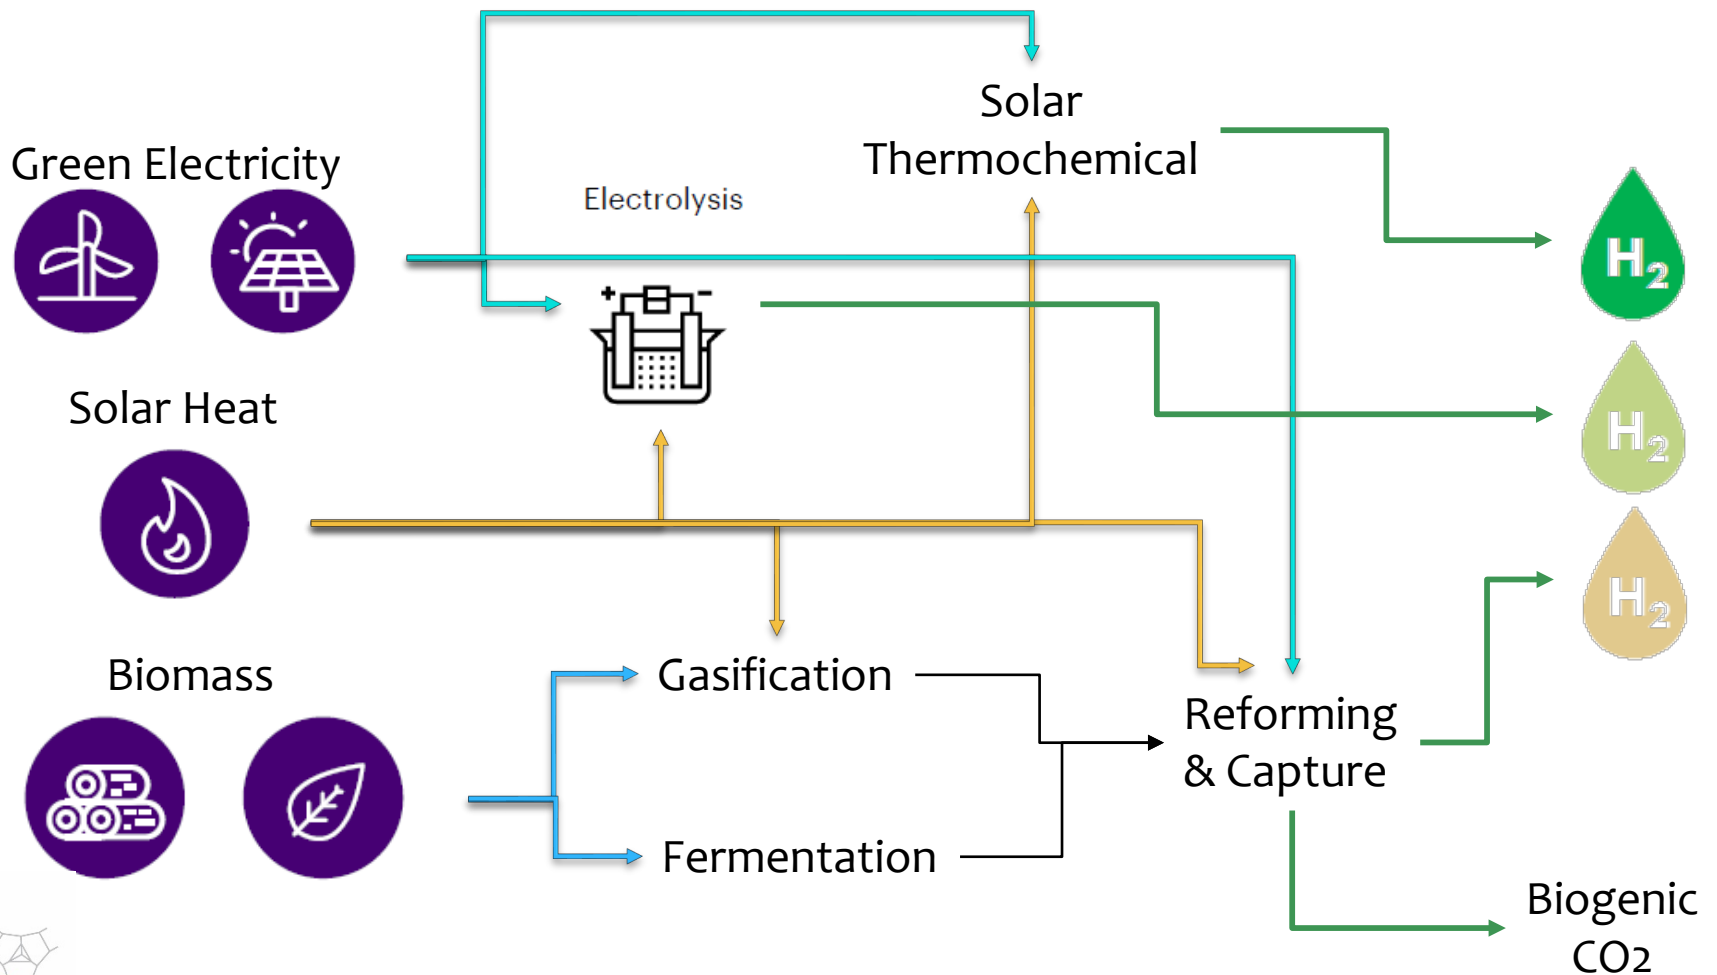 Solar
Thermochemical
Green Electricity
Electrolysis
H2
+ −
Solar Heat
H2
H2
Biomass
Gasification
Reforming
& Capture
Fermentation
Biogenic
CO2